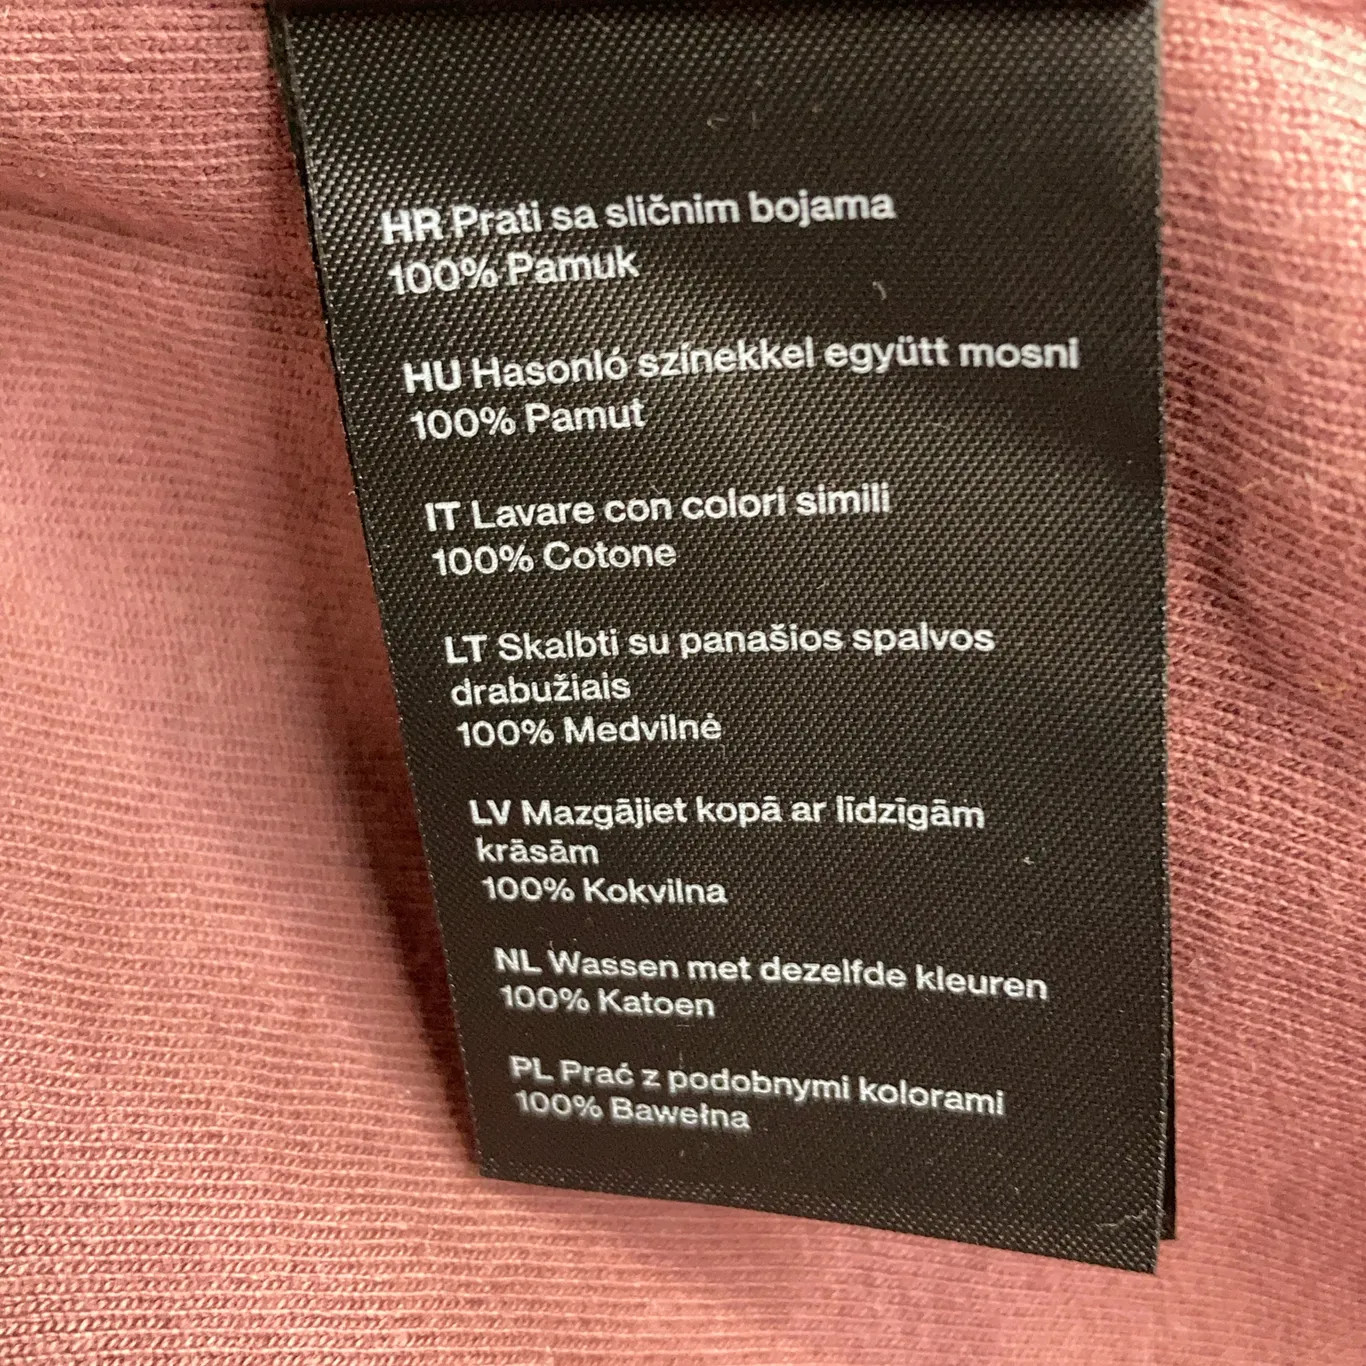 HR Prati sa sličnim bojama
100% Pamuk
HU Hasonló színekkel együtt mosni
100% Pamut
IT Lavare con colori simili
100% Cotone
LT Skalbti su panašios spalvos
drabužiais
100% Medvilnė
LV Mazgājiet kopā ar līdzīgām
krāsām
100% Kokvilna
NL Wassen met dezelfde kleuren
100% Katoen
PL Prać z podobnymi kolorami
100% Bawełna